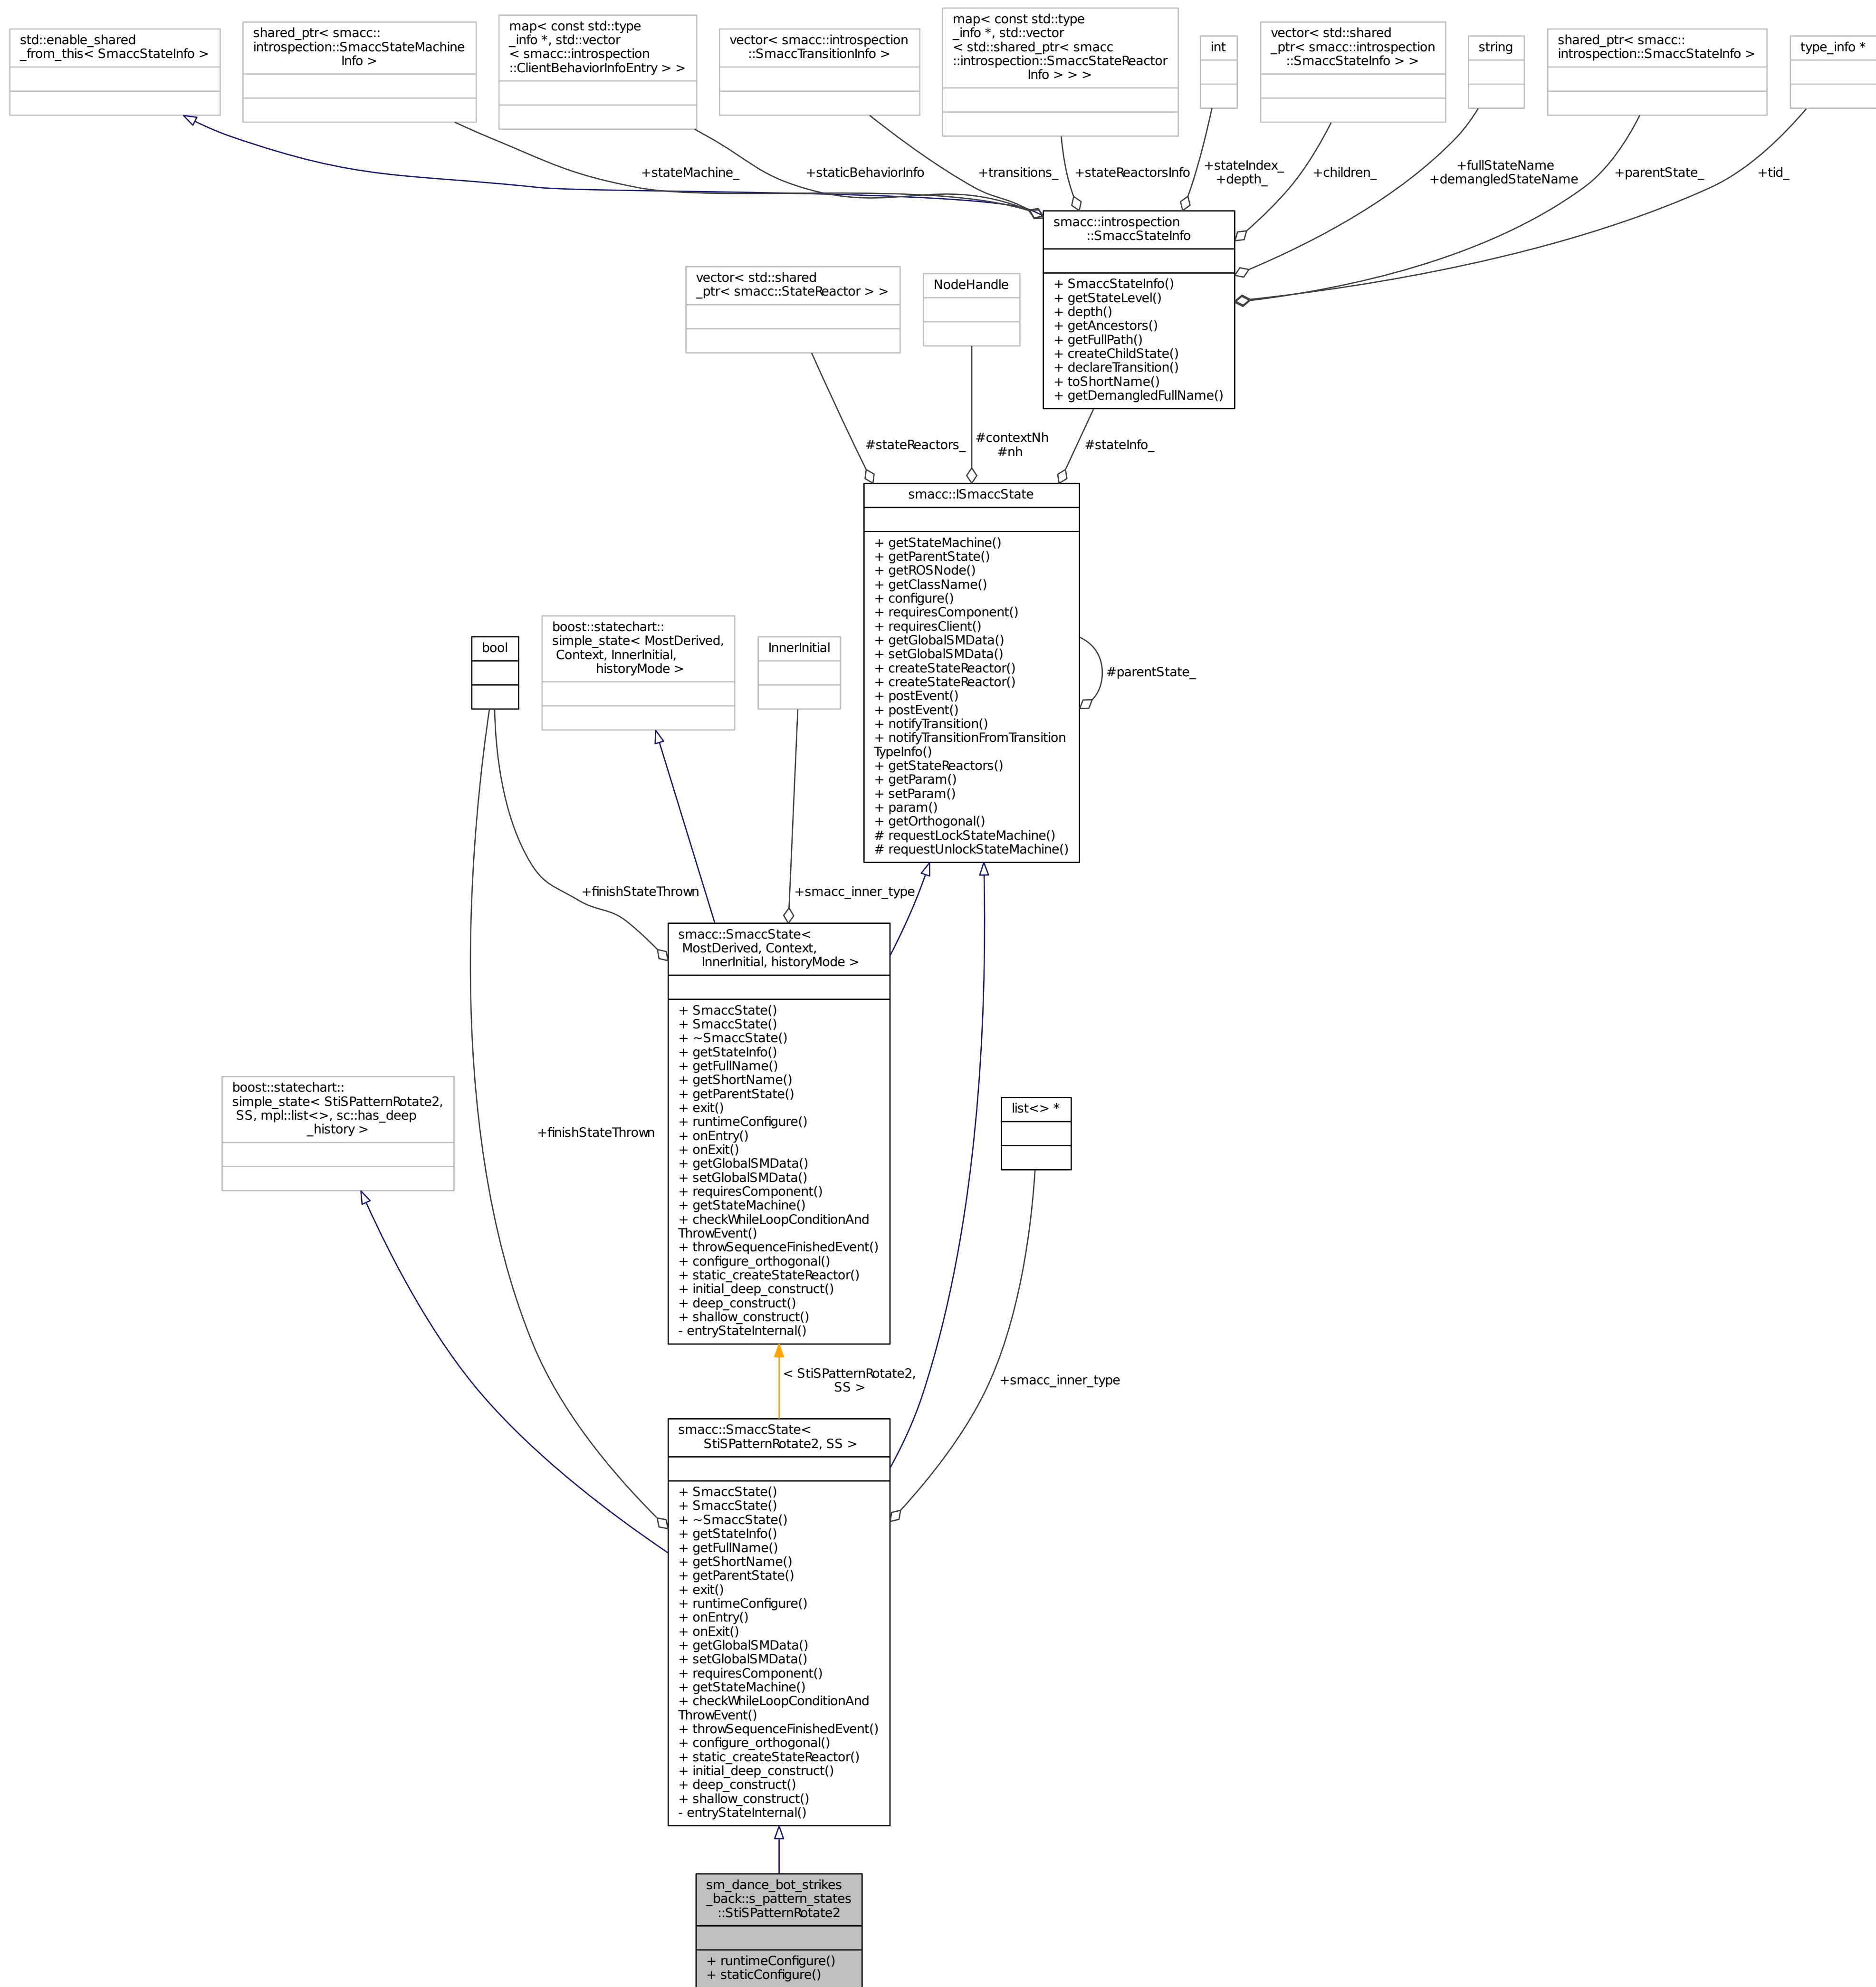 std::enable_shared
_from_this< SmaccStateInfo >
shared_ptr< smacc::
introspection::SmaccStateMachine
Info >
map< const std::type
_info *, std::vector
< smacc::introspection
::ClientBehaviorInfoEntry > >
vector< smacc::introspection
::SmaccTransitionInfo >
map< const std::type
_info *, std::vector
< std::shared_ptr< smacc
::introspection::SmaccStateReactor
Info > > >
int
vector< std::shared
_ptr< smacc::introspection
::SmaccStateInfo > >
string
shared_ptr< smacc::
introspection::SmaccStateInfo >
type_info *
+stateMachine_
+staticBehaviorInfo
+transitions_
+stateReactorsInfo
+stateIndex_
+depth_
+children_
+fullStateName
+demangledStateName
+parentState_
+tid_
smacc::introspection
::SmaccStateInfo
+ SmaccStateInfo()
+ getStateLevel()
+ depth()
+ getAncestors()
+ getFullPath()
+ createChildState()
+ declareTransition()
+ toShortName()
+ getDemangledFullName()
vector< std::shared
_ptr< smacc::StateReactor > >
NodeHandle
#stateReactors_
#contextNh
#nh
#stateInfo_
smacc::ISmaccState
+ getStateMachine()
+ getParentState()
+ getROSNode()
+ getClassName()
+ configure()
+ requiresComponent()
+ requiresClient()
+ getGlobalSMData()
+ setGlobalSMData()
+ createStateReactor()
+ createStateReactor()
+ postEvent()
+ postEvent()
+ notifyTransition()
+ notifyTransitionFromTransition
TypeInfo()
+ getStateReactors()
+ getParam()
+ setParam()
+ param()
+ getOrthogonal()
# requestLockStateMachine()
# requestUnlockStateMachine()
#parentState_
bool
boost::statechart::
simple_state< MostDerived,
Context, InnerInitial,
historyMode >
InnerInitial
+finishStateThrown
+smacc_inner_type
smacc::SmaccState<
MostDerived, Context,
InnerInitial, historyMode >
+ SmaccState()
+ SmaccState()
+ ~SmaccState()
+ getStateInfo()
+ getFullName()
+ getShortName()
+ getParentState()
+ exit()
+ runtimeConfigure()
+ onEntry()
+ onExit()
+ getGlobalSMData()
+ setGlobalSMData()
+ requiresComponent()
+ getStateMachine()
+ checkWhileLoopConditionAnd
ThrowEvent()
+ throwSequenceFinishedEvent()
+ configure_orthogonal()
+ static_createStateReactor()
+ initial_deep_construct()
+ deep_construct()
+ shallow_construct()
- entryStateInternal()
boost::statechart::
simple_state< StiSPatternRotate2,
SS, mpl::list<>, sc::has_deep
_history >
+finishStateThrown
list<> *
< StiSPatternRotate2,
SS >
+smacc_inner_type
smacc::SmaccState<
StiSPatternRotate2, SS >
+ SmaccState()
+ SmaccState()
+ ~SmaccState()
+ getStateInfo()
+ getFullName()
+ getShortName()
+ getParentState()
+ exit()
+ runtimeConfigure()
+ onEntry()
+ onExit()
+ getGlobalSMData()
+ setGlobalSMData()
+ requiresComponent()
+ getStateMachine()
+ checkWhileLoopConditionAnd
ThrowEvent()
+ throwSequenceFinishedEvent()
+ configure_orthogonal()
+ static_createStateReactor()
+ initial_deep_construct()
+ deep_construct()
+ shallow_construct()
- entryStateInternal()
sm_dance_bot_strikes
_back::s_pattern_states
::StiSPatternRotate2
+ runtimeConfigure()
+ staticConfigure()